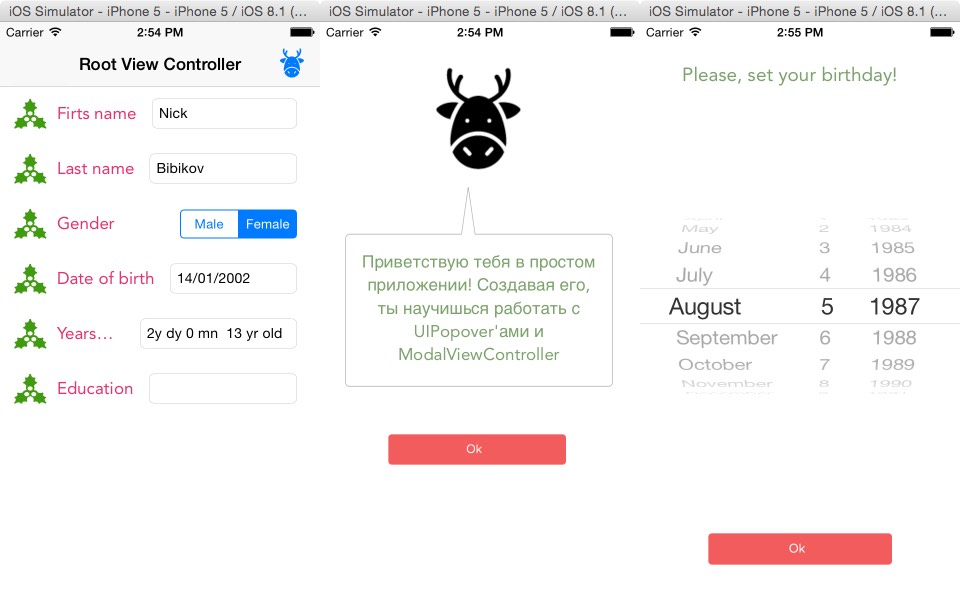 iOS Simulator - iPhone 5 - iPhone 5 / iOS 8.1 (...
Carrier 2:54 PM
Root View Controller
Firts name Nick
Last name Bibikov
Gender Male Female
Date of birth 14/01/2002
Years... 2y dy 0 mn 13 yr old
Education
iOS Simulator - iPhone 5 - iPhone 5 / iOS 8.1 (...
Carrier 2:54 PM
Приветствую тебя в простом
приложении! Создавая его,
ты научишься работать с
UIPopover'ами и
ModalViewController
Ok
iOS Simulator - iPhone 5 - iPhone 5 / iOS 8.1 (...
Carrier 2:55 PM
Please, set your birthday!
May 2 1984
June 3 1985
July 4 1986
August 5 1987
September 6 1988
October 7 1989
November 8 1990
Ok